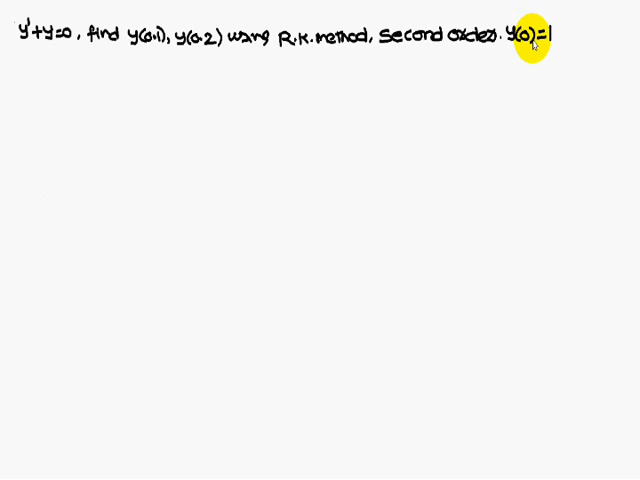 y'+y=0, find y(0.1), y(0.2) using R.K.method, second order. y(0)=1